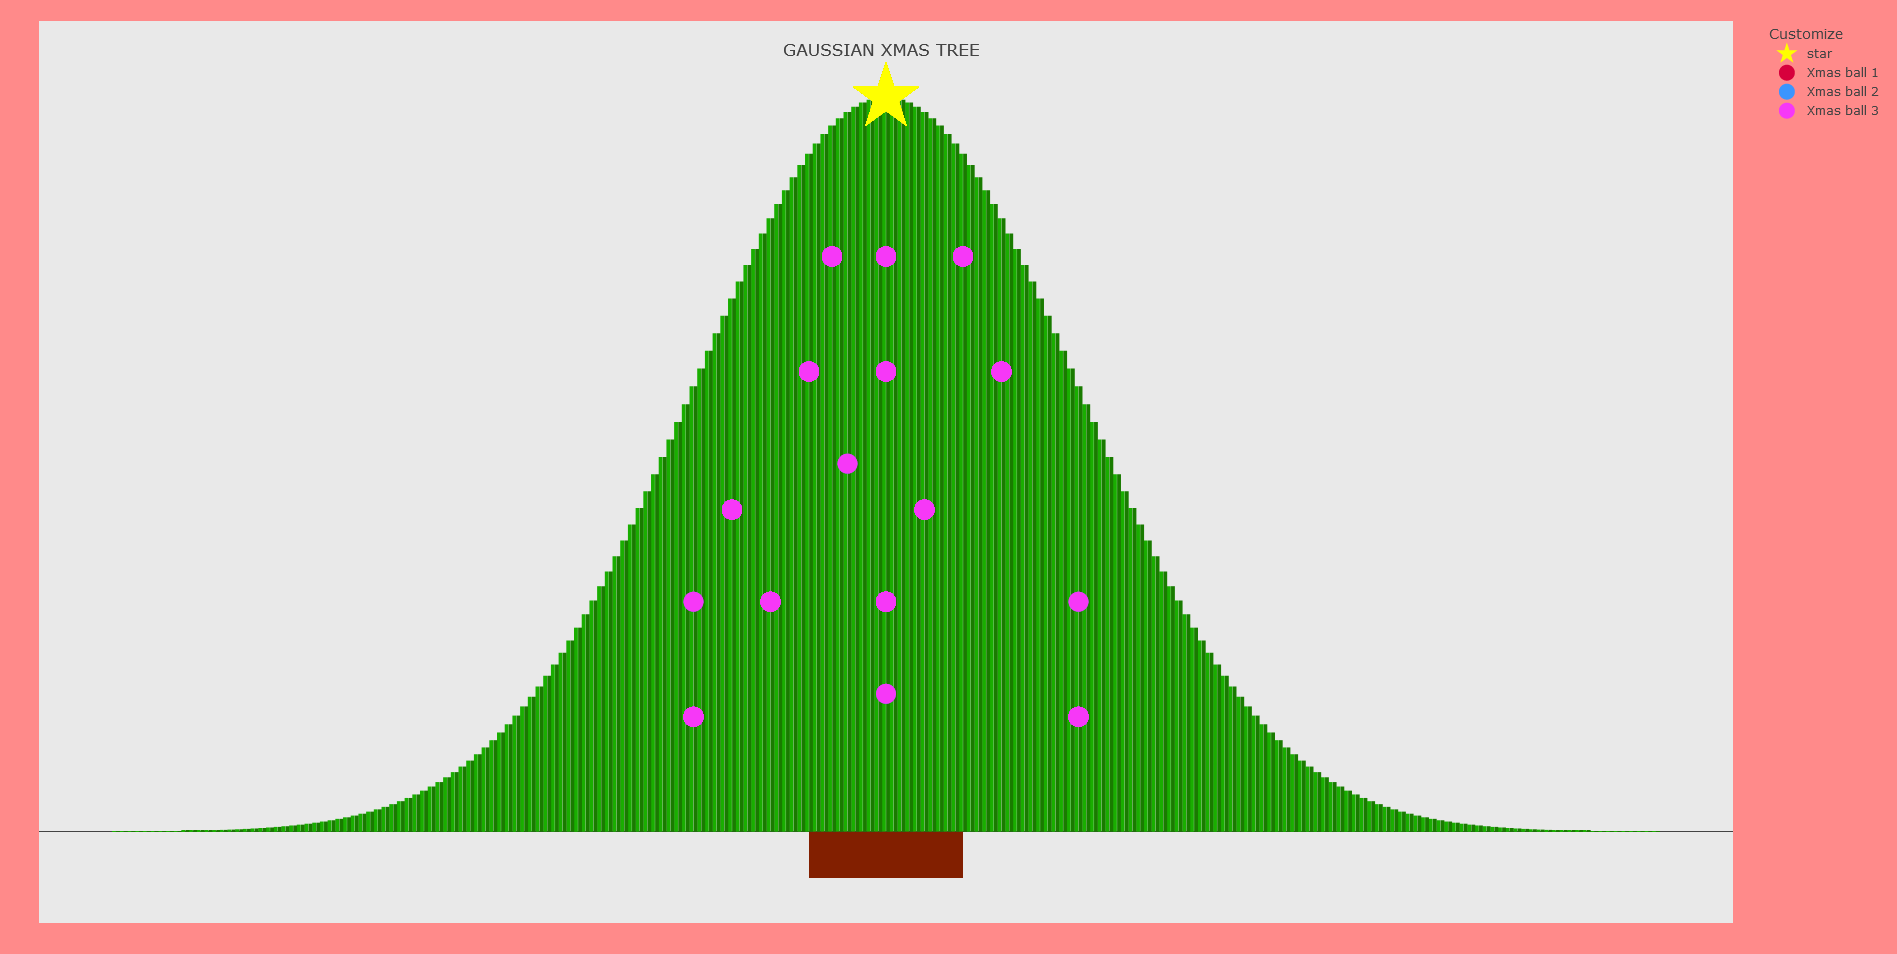 GAUSSIAN XMAS TREE
Customize
star
Xmas ball 1
Xmas ball 2
Xmas ball 3